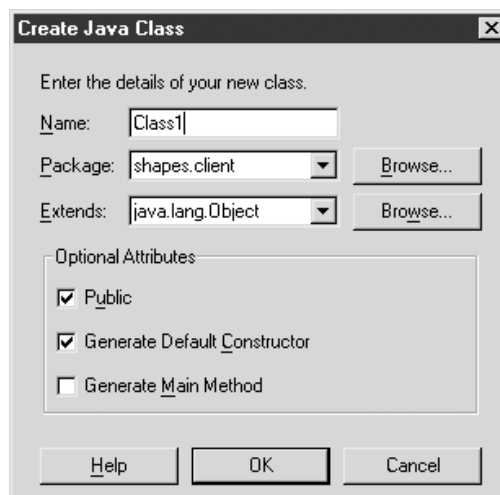 Create Java Class
Enter the details of your new class.
Name: Class1
Package: shapes.client Browse...
Extends: java.lang.Object Browse...
Optional Attributes
Public
Generate Default Constructor
Generate Main Method
Help OK Cancel